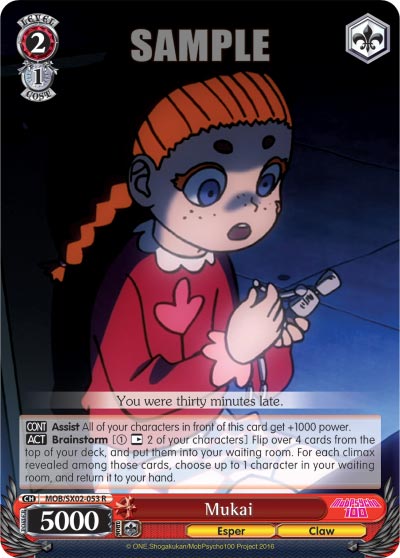 LEVEL
2
1
COST
SAMPLE
You were thirty minutes late.
CONT Assist All of your characters in front of this card get +1000 power.
ACT Brainstorm [① 2 of your characters] Flip over 4 cards from the
top of your deck, and put them into your waiting room. For each climax
revealed among those cards, choose up to 1 character in your waiting
room, and return it to your hand.
CH MOB/SX02-053 R
POWER 5000
Mukai
MobPsycho 100
Esper Claw
© ONE,Shogakukan/MobPsycho100 Project 2016